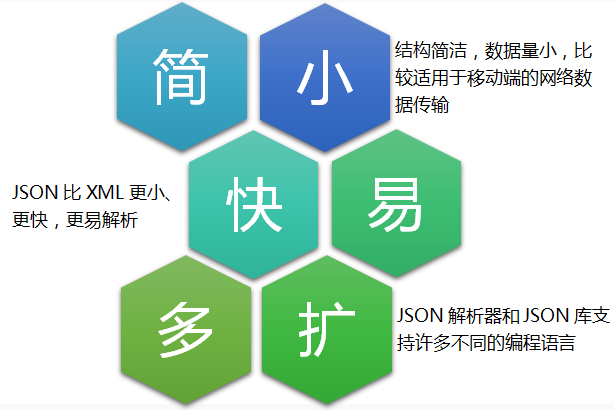 简 小
结构简洁，数据量小，比
较适用于移动端的网络数
据传输
JSON 比 XML 更小、
更快，更易解析
快 易
多 扩
JSON 解析器和 JSON 库支
持许多不同的编程语言